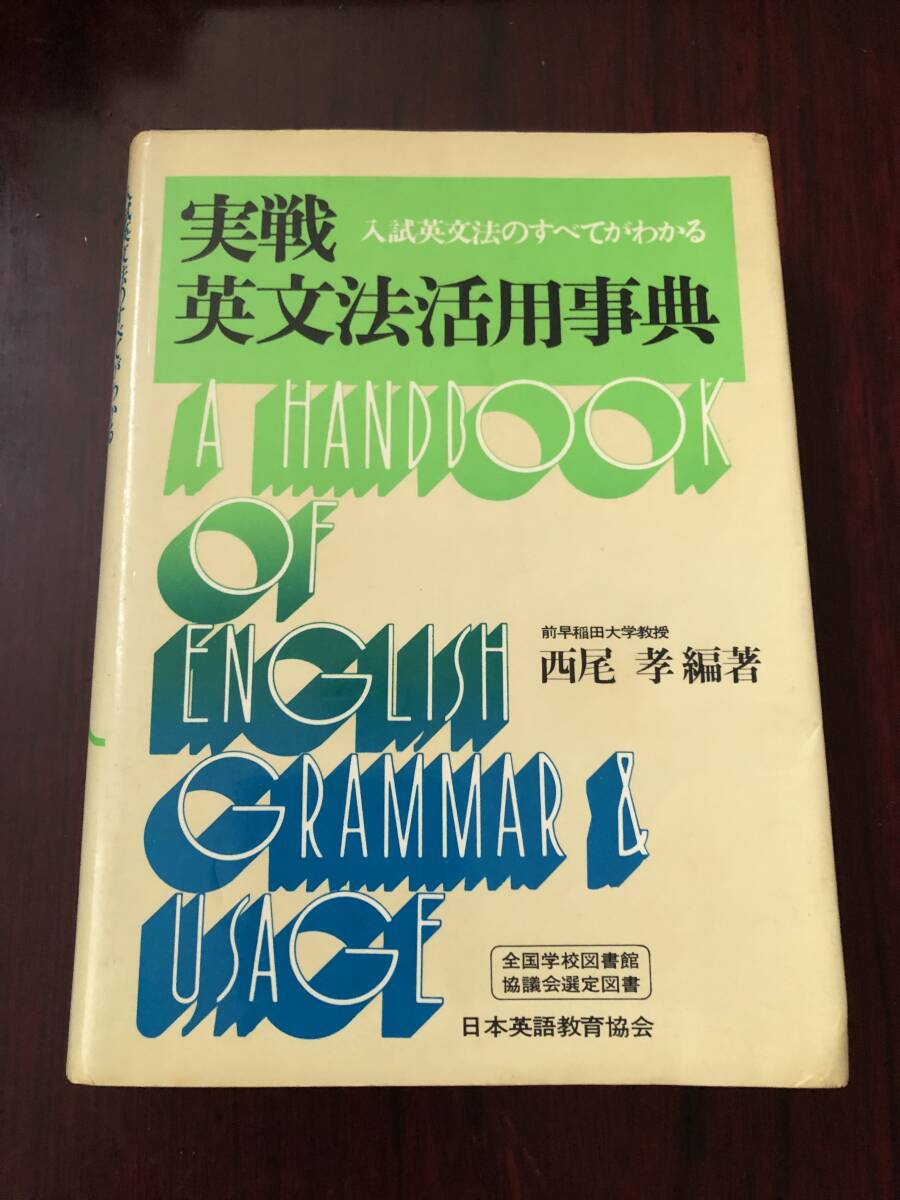 実戦
入試英文法のすべてがわかる
英文法活用事典
A HANDBOOK
OF
ENGLISH
GRAMMAR &
USAGE
前早稲田大学教授
西尾 孝編著
全国学校図書館
協議会選定図書
日本英語教育協会